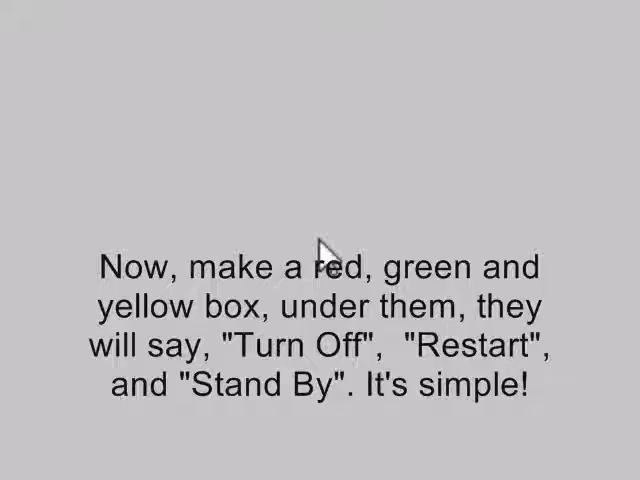 Now, make a red, green and
yellow box, under them, they
will say, "Turn Off",  "Restart",
and "Stand By". It's simple!